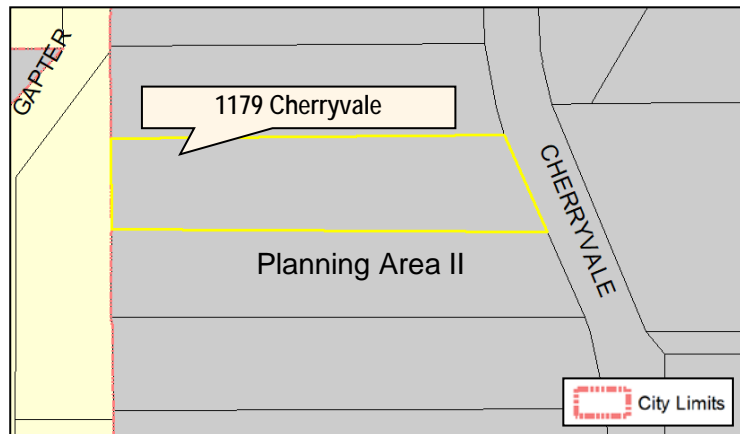 GAPTER
1179 Cherryvale
CHERRYVALE
Planning Area II
City Limits